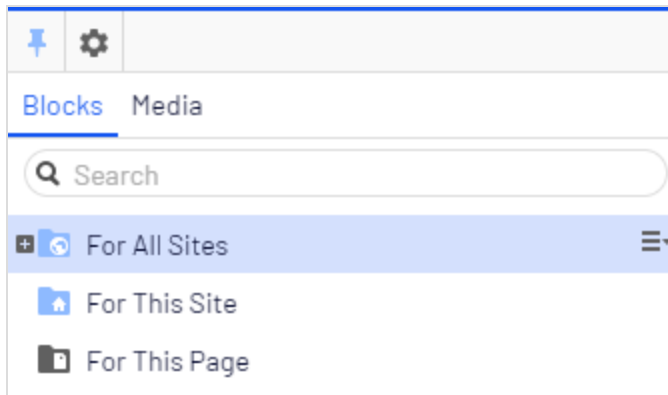 Blocks Media
Search
For All Sites
For This Site
For This Page